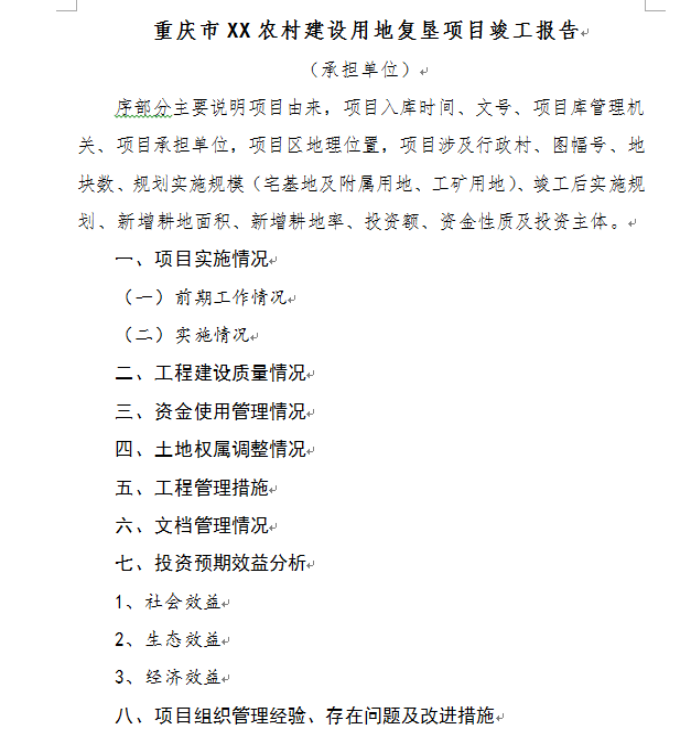 重庆市 XX 农村建设用地复垦项目竣工报告
（承担单位）
序部分主要说明项目由来，项目入库时间、文号、项目库管理机
关、项目承担单位，项目区地理位置，项目涉及行政村、图幅号、地
块数、规划实施规模（宅基地及附属用地、工矿用地）、竣工后实施规
划、新增耕地面积、新增耕地率、投资额、资金性质及投资主体。
一、项目实施情况
（一）前期工作情况
（二）实施情况
二、工程建设质量情况
三、资金使用管理情况
四、土地权属调整情况
五、工程管理措施
六、文档管理情况
七、投资预期效益分析
1、社会效益
2、生态效益
3、经济效益
八、项目组织管理经验、存在问题及改进措施